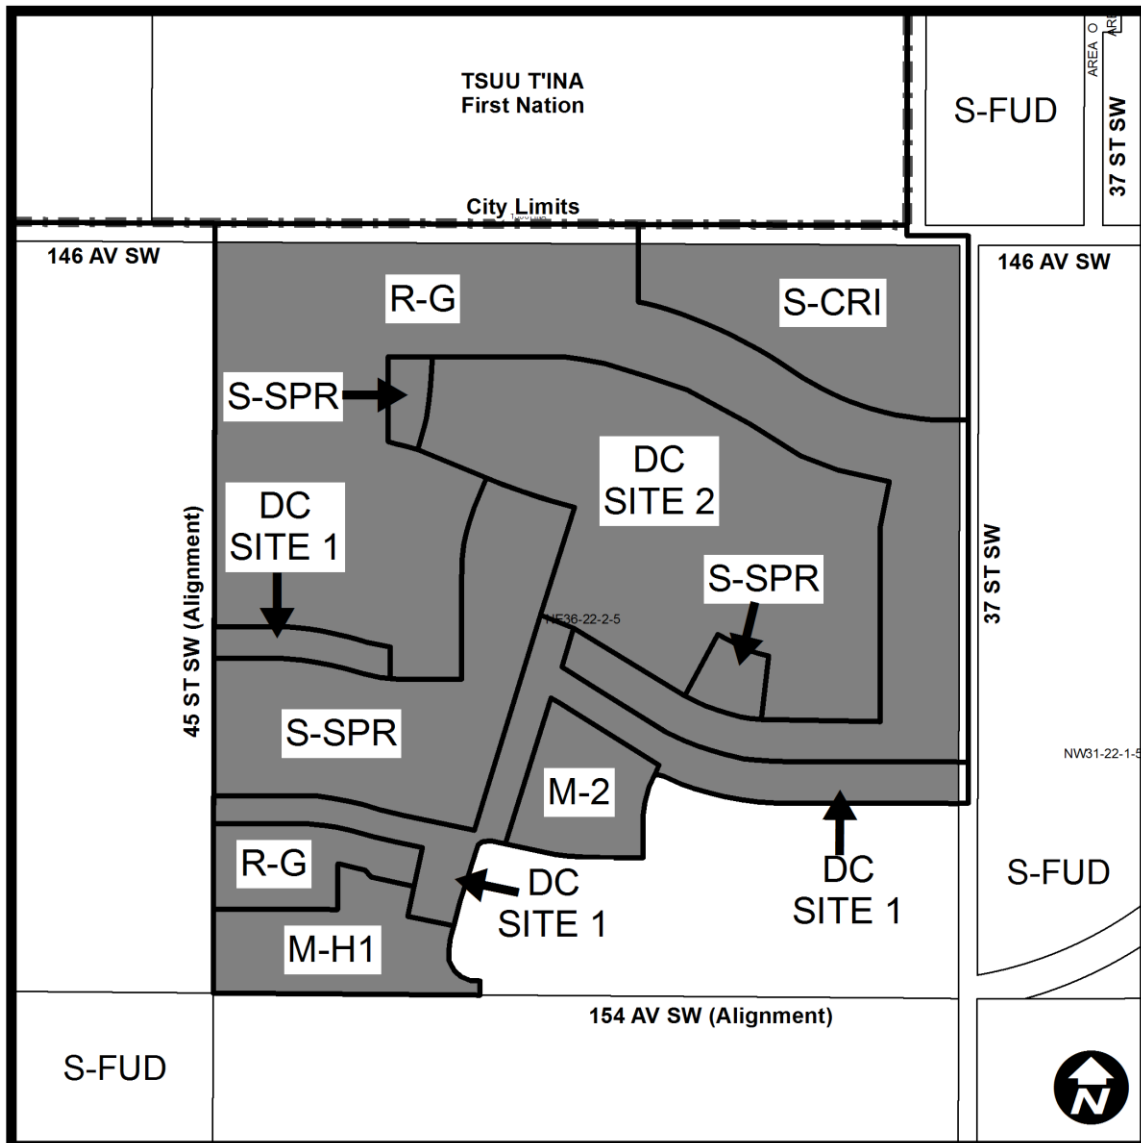 TSUU T'INA
First Nation
S-FUD
AREA O
37 ST SW
City Limits
146 AV SW
146 AV SW
R-G
S-CRI
S-SPR
DC
SITE 2
DC
SITE 1
S-SPR
45 ST SW (Alignment)
37 ST SW
NE36-22-2-5
S-SPR
NW31-22-1-5
M-2
R-G
DC
SITE 1
DC
SITE 1
S-FUD
M-H1
154 AV SW (Alignment)
S-FUD
N